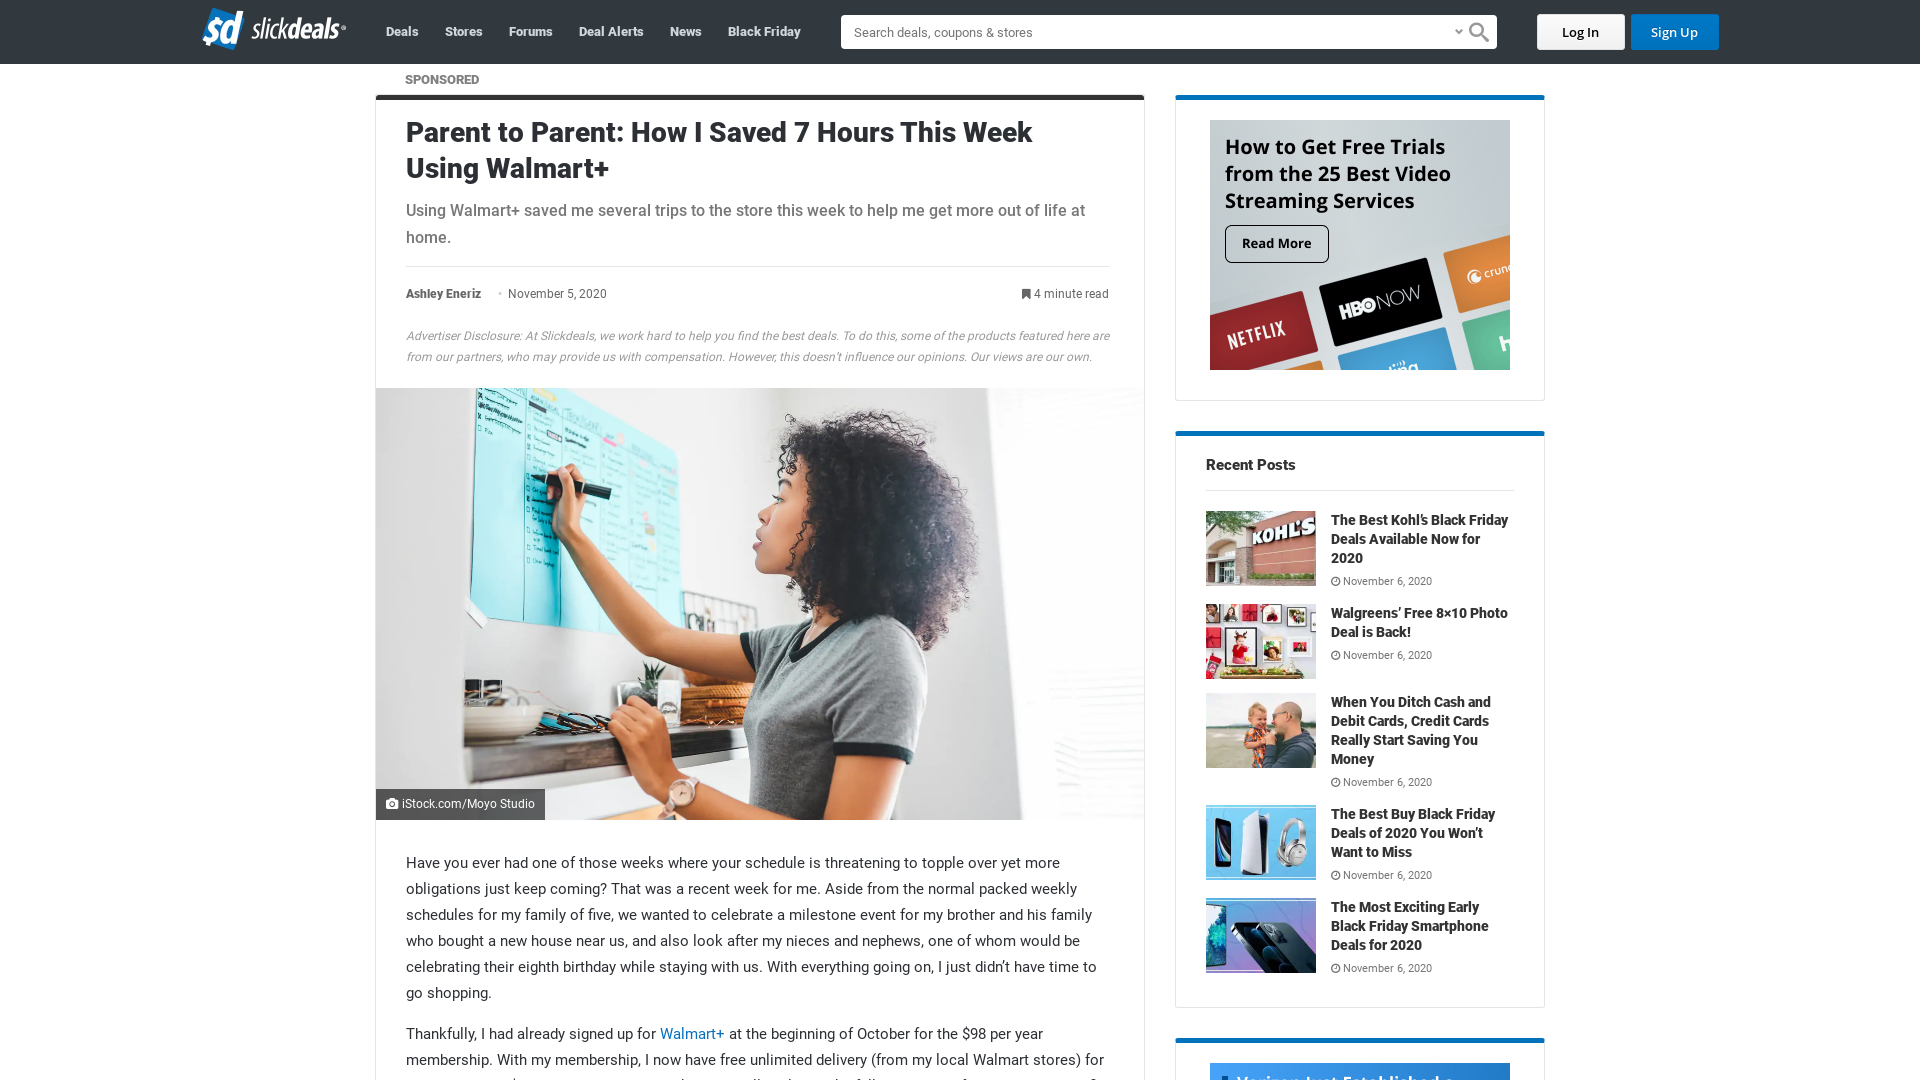 slickdeals
Deals
Stores
Forums
Deal Alerts
News
Black Friday
Search deals, coupons & stores
Log In
Sign Up
SPONSORED
Parent to Parent: How I Saved 7 Hours This Week
Using Walmart+
Using Walmart+ saved me several trips to the store this week to help me get more out of life at
home.
Ashley Eneriz
November 5, 2020
4 minute read
Advertiser Disclosure: At Slickdeals, we work hard to help you find the best deals. To do this, some of the products featured here are
from our partners, who may provide us with compensation. However, this doesn't influence our opinions. Our views are our own.
iStock.com/Moyo Studio
Have you ever had one of those weeks where your schedule is threatening to topple over yet more
obligations just keep coming? That was a recent week for me. Aside from the normal packed weekly
schedules for my family of five, we wanted to celebrate a milestone event for my brother and his family
who bought a new house near us, and also look after my nieces and nephews, one of whom would be
celebrating their eighth birthday while staying with us. With everything going on, I just didn't have time to
go shopping.
Thankfully, I had already signed up for Walmart+ at the beginning of October for the $98 per year
membership. With my membership, I now have free unlimited delivery (from my local Walmart stores) for
How to Get Free Trials
from the 25 Best Video
Streaming Services
Read More
NETFLIX
HBO NOW
Recent Posts
KOHL'S
The Best Kohl's Black Friday
Deals Available Now for
2020
November 6, 2020
Walgreens' Free 8×10 Photo
Deal is Back!
November 6, 2020
When You Ditch Cash and
Debit Cards, Credit Cards
Really Start Saving You
Money
November 6, 2020
The Best Buy Black Friday
Deals of 2020 You Won't
Want to Miss
November 6, 2020
The Most Exciting Early
Black Friday Smartphone
Deals for 2020
November 6, 2020